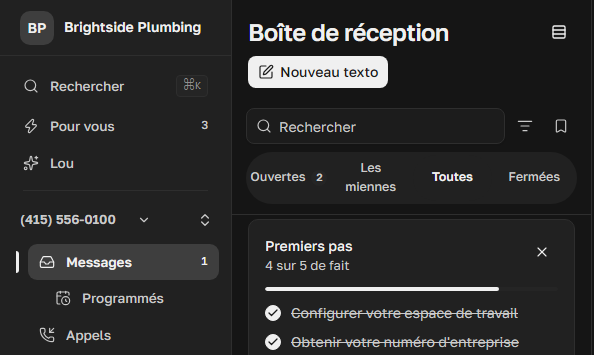 BP Brightside Plumbing
Rechercher ⌘K
Pour vous 3
Lou
(415) 556-0100
Messages 1
Programmés
Appels
Boîte de réception
Nouveau texto
Rechercher
Ouvertes 2
Les
miennes
Toutes
Fermées
Premiers pas
4 sur 5 de fait
Configurer votre espace de travail
Obtenir votre numéro d'entreprise